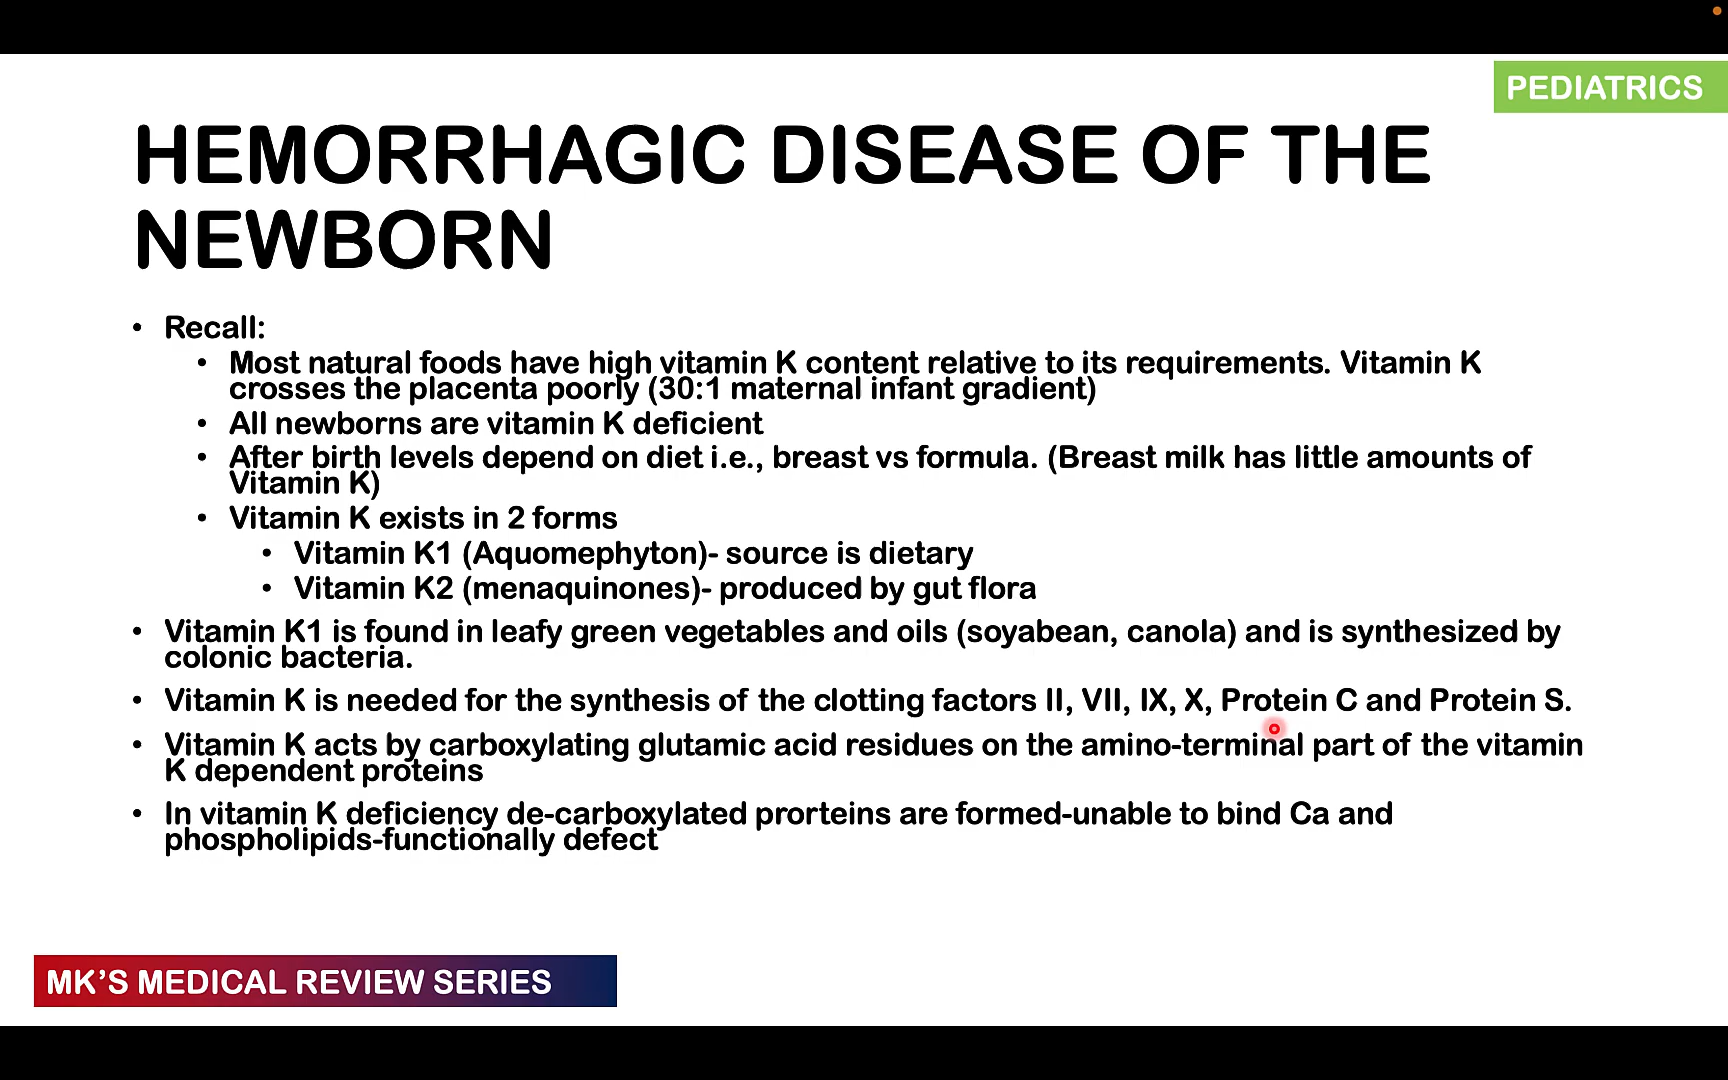 PEDIATRICS
HEMORRHAGIC DISEASE OF THE
NEWBORN
• Recall:
• Most natural foods have high vitamin K content relative to its requirements. Vitamin K
crosses the placenta poorly (30:1 maternal infant gradient)
• All newborns are vitamin K deficient
• After birth levels depend on diet i.e., breast vs formula. (Breast milk has little amounts of
Vitamin K)
• Vitamin K exists in 2 forms
• Vitamin K1 (Aquomephyton)- source is dietary
• Vitamin K2 (menaquinones)- produced by gut flora
• Vitamin K1 is found in leafy green vegetables and oils (soyabean, canola) and is synthesized by
colonic bacteria.
• Vitamin K is needed for the synthesis of the clotting factors II, VII, IX, X, Protein C and Protein S.
• Vitamin K acts by carboxylating glutamic acid residues on the amino-terminal part of the vitamin
K dependent proteins
• In vitamin K deficiency de-carboxylated prorteins are formed-unable to bind Ca and
phospholipids-functionally defect
MK'S MEDICAL REVIEW SERIES